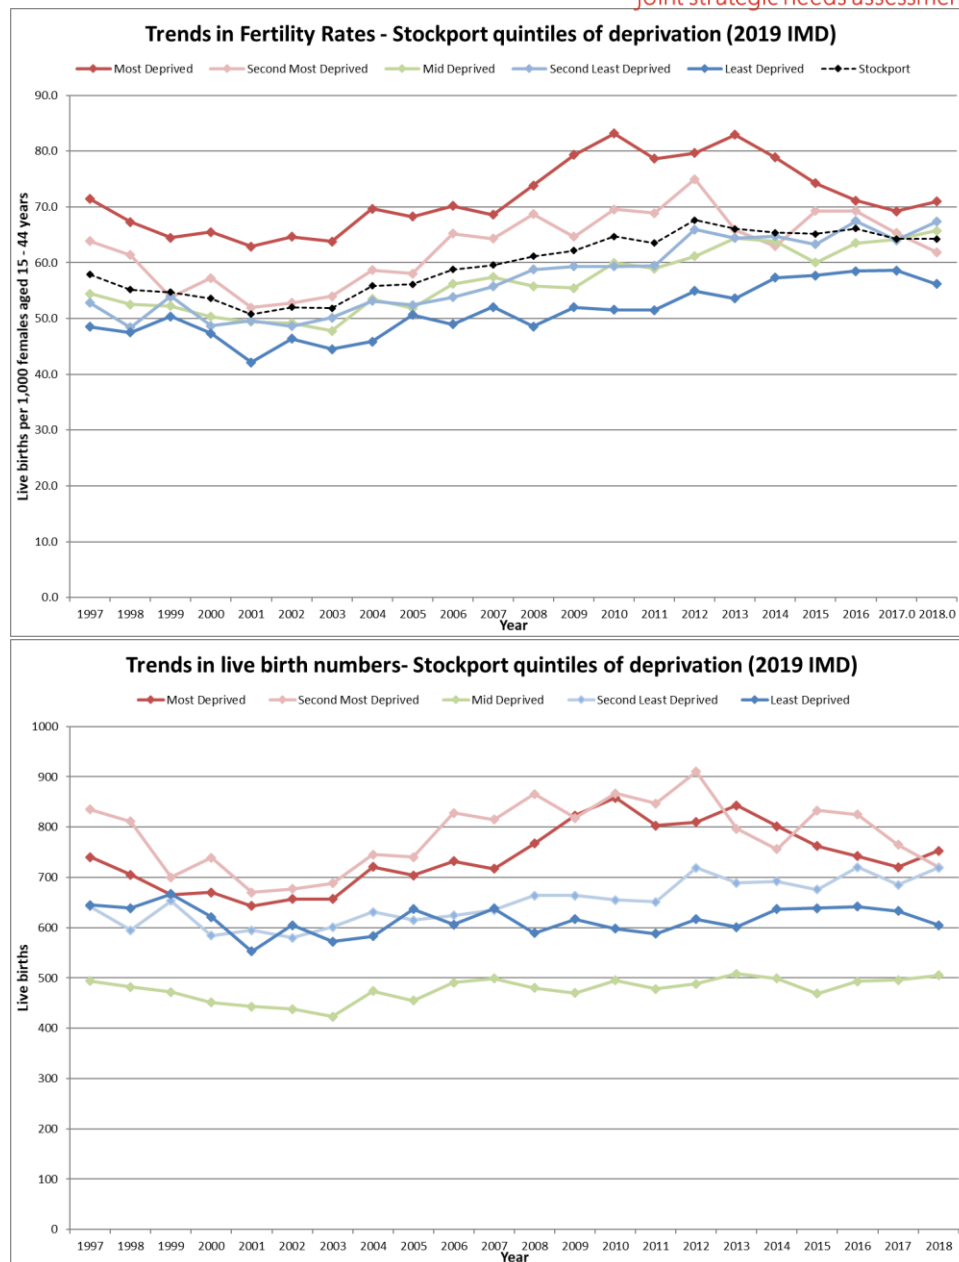 joint strategic needs assessment
Trends in Fertility Rates - Stockport quintiles of deprivation (2019 IMD)
Most Deprived Second Most Deprived Mid Deprived Second Least Deprived Least Deprived Stockport
Live births per 1,000 females aged 15 - 44 years
90.0
80.0
70.0
60.0
50.0
40.0
30.0
20.0
10.0
0.0
1997 1998 1999 2000 2001 2002 2003 2004 2005 2006 2007 2008 2009 2010 2011 2012 2013 2014 2015 2016 2017.0 2018.0
Year
Trends in live birth numbers- Stockport quintiles of deprivation (2019 IMD)
Most Deprived Second Most Deprived Mid Deprived Second Least Deprived Least Deprived
Live births
1000
900
800
700
600
500
400
300
200
100
0
1997 1998 1999 2000 2001 2002 2003 2004 2005 2006 2007 2008 2009 2010 2011 2012 2013 2014 2015 2016 2017 2018
Year